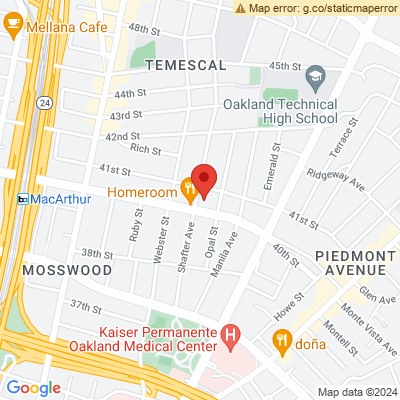 Map error: g.co/staticmaperror
Mellana Cafe
TEMESCAL
45th St
44th St
Oakland Technical
High School
24
43rd St
42nd St
Rich St
Terrace St
Emerald St
41st St
Ridgeway Ave
Homeroom
MacArthur
Ruby St
Webster St
Shafter Ave
Opal St
Manila Ave
41st St
40th St
38th St
MOSSWOOD
PIEDMONT
AVENUE
Glen Ave
37th St
Howe St
Monte Vista Ave
Montell St
Kaiser Permanente
Oakland Medical Center
H
doña
Google
Map data ©2024